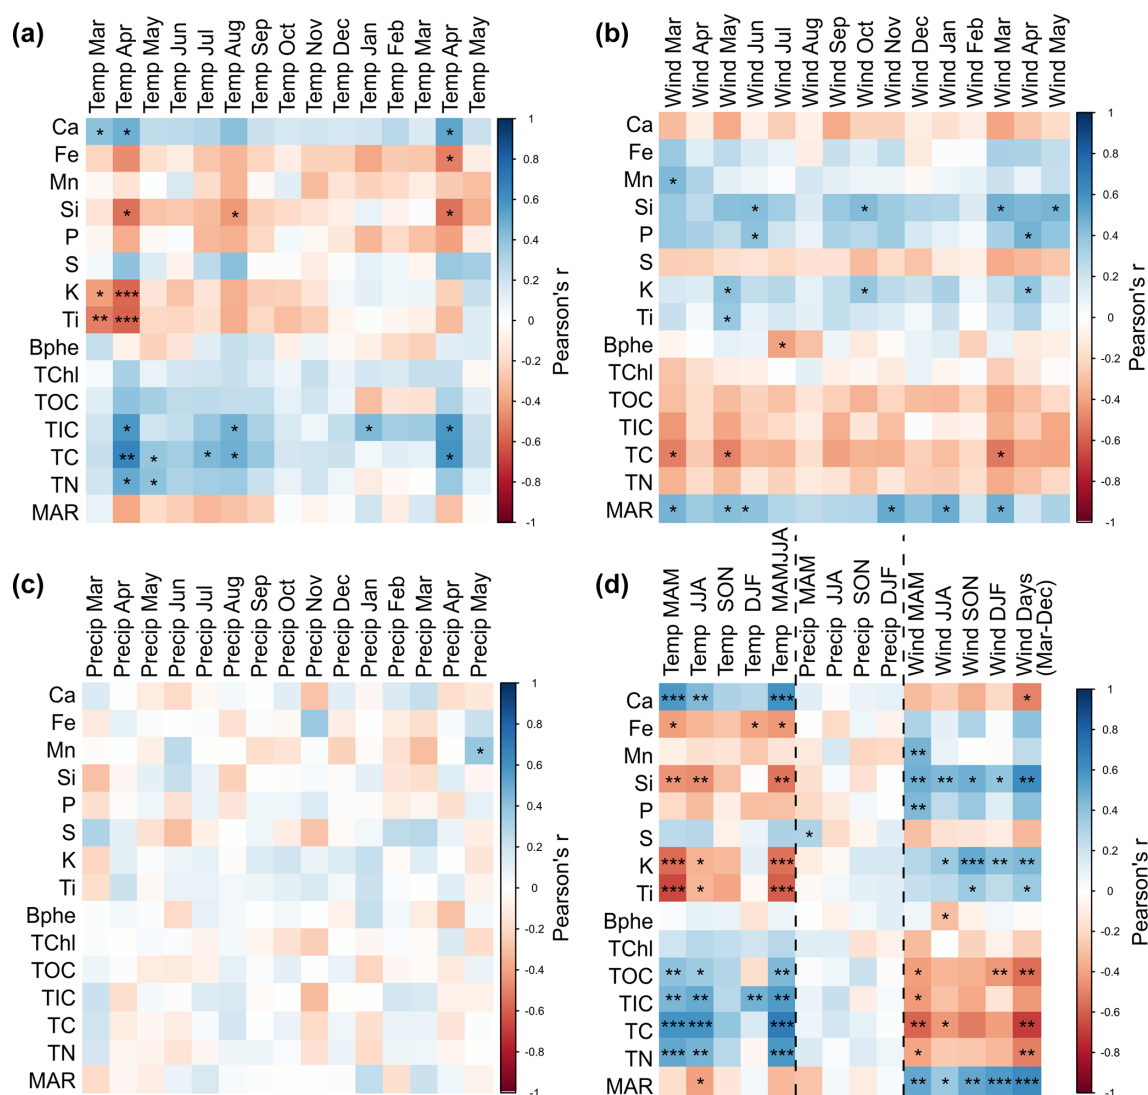 (a)
Temp Mar
Temp Apr
Temp May
Temp Jun
Temp Jul
Temp Aug
Temp Sep
Temp Oct
Temp Nov
Temp Dec
Temp Jan
Temp Feb
Temp Mar
Temp Apr
Temp May
Ca * * *
Fe *
Mn
Si * * *
P
S
K * ***
Ti ** ***
Bphe
TChl
TOC
TIC * * * *
TC ** * * * *
TN * *
MAR
1
0.8
0.6
0.4
0.2
0
-0.2
-0.4
-0.6
-0.8
-1
Pearson's r
(b)
Wind Mar
Wind Apr
Wind May
Wind Jun
Wind Jul
Wind Aug
Wind Sep
Wind Oct
Wind Nov
Wind Dec
Wind Jan
Wind Feb
Wind Mar
Wind Apr
Wind May
Ca
Fe
Mn *
Si * * * *
P * *
S
K * * *
Ti *
Bphe *
TChl
TOC
TIC
TC * * *
TN
MAR * * * * * *
1
0.8
0.6
0.4
0.2
0
-0.2
-0.4
-0.6
-0.8
-1
Pearson's r
(c)
Precip Mar
Precip Apr
Precip May
Precip Jun
Precip Jul
Precip Aug
Precip Sep
Precip Oct
Precip Nov
Precip Dec
Precip Jan
Precip Feb
Precip Mar
Precip Apr
Precip May
Ca
Fe
Mn *
Si
P
S
K
Ti
Bphe
TChl
TOC
TIC
TC
TN
MAR
1
0.8
0.6
0.4
0.2
0
-0.2
-0.4
-0.6
-0.8
-1
Pearson's r
(d)
Temp MAM
Temp JJA
Temp SON
Temp DJF
Temp MAMJJA
Precip MAM
Precip JJA
Precip SON
Precip DJF
Wind MAM
Wind JJA
Wind SON
Wind DJF
Wind Days
(Mar-Dec)
Ca *** ** *** *
Fe * * *
Mn **
Si ** ** ** ** ** * * **
P **
S *
K *** * *** * *** ** **
Ti *** * *** * *
Bphe *
TChl
TOC ** * ** * ** **
TIC ** ** ** ** *
TC *** *** *** ** * **
TN *** ** *** * **
MAR * ** * ** *** ***
1
0.8
0.6
0.4
0.2
0
-0.2
-0.4
-0.6
-0.8
-1
Pearson's r